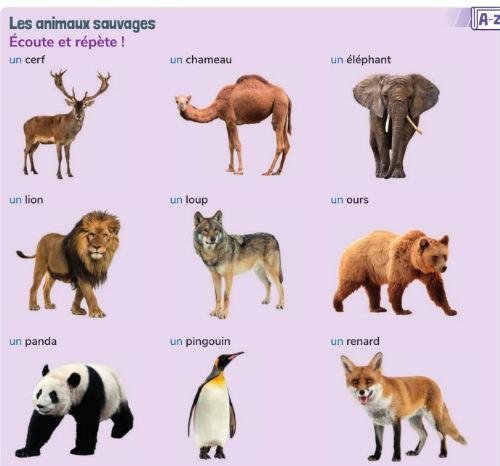 Les animaux sauvages
A-z
Écoute et répète !
un cerf
un chameau
un éléphant
un lion
un loup
un ours
un panda
un pingouin
un renard